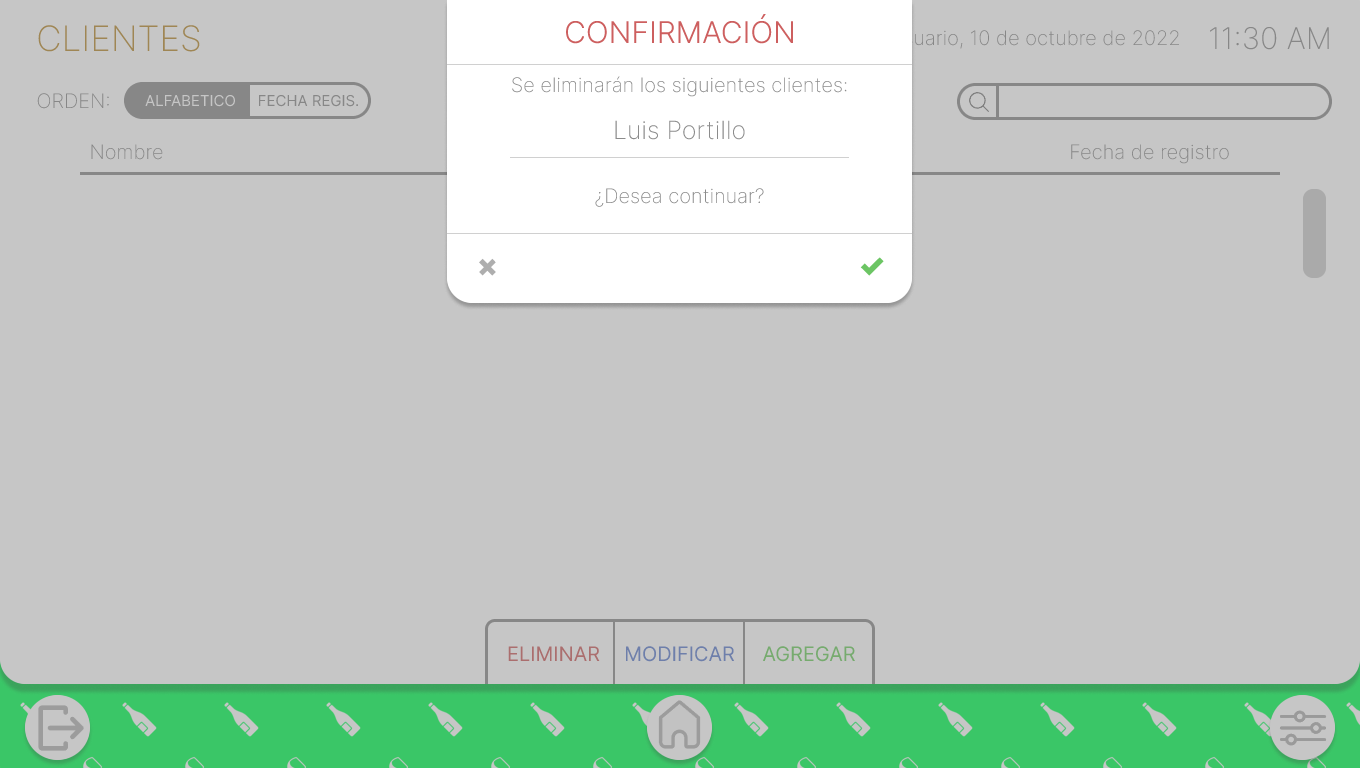 CLIENTES
CONFIRMACIÓN
uario, 10 de octubre de 2022
11:30 AM
Se eliminarán los siguientes clientes:
ORDEN:
ALFABETICO
FECHA REGIS.
Luis Portillo
Nombre
Fecha de registro
¿Desea continuar?
ELIMINAR
MODIFICAR
AGREGAR